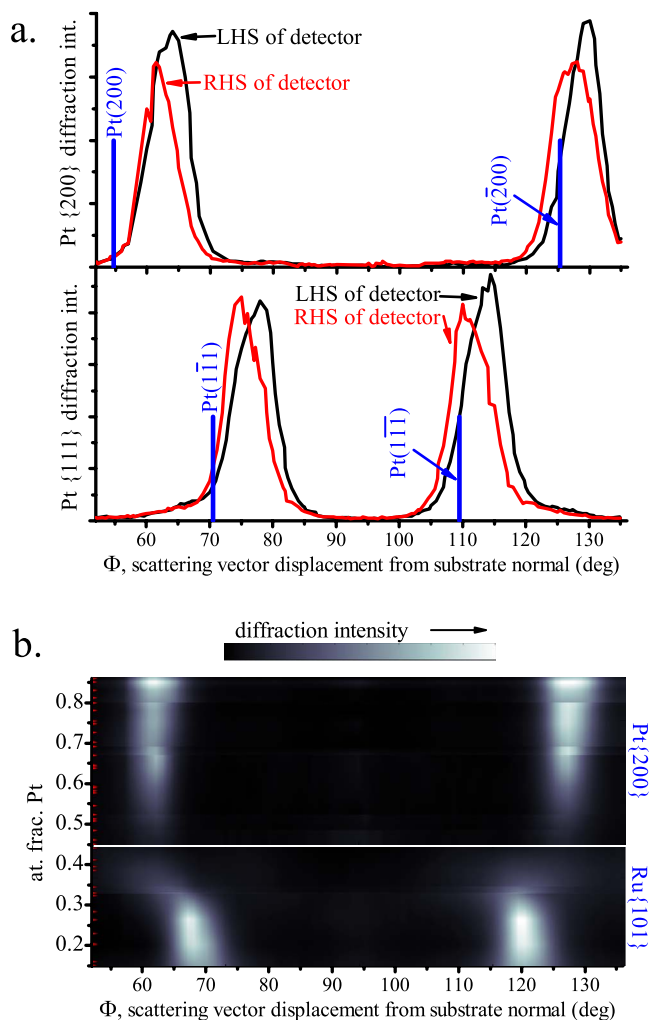 a.
Pt {200} diffraction int.
LHS of detector
RHS of detector
Pt(200)
Pt(2̄00)
Pt {111} diffraction int.
LHS of detector
RHS of detector
Pt(11̄1)
Pt(11̄1̄)
60 70 80 90 100 110 120 130
Φ, scattering vector displacement from substrate normal (deg)
b.
diffraction intensity
at. frac. Pt
0.8
0.7
0.6
0.5
0.4
0.3
0.2
Pt{200}
Ru{101}
60 70 80 90 100 110 120 130
Φ, scattering vector displacement from substrate normal (deg)